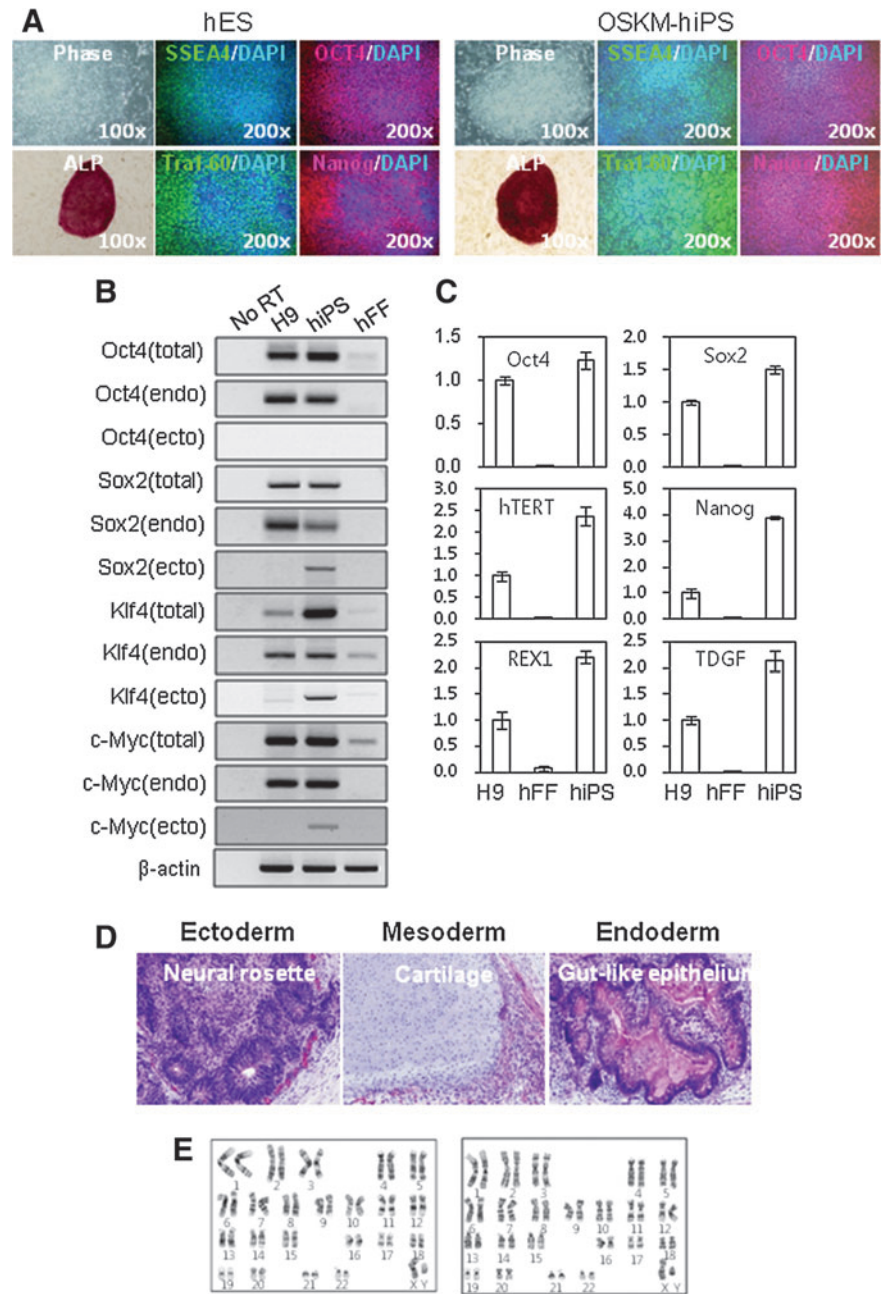 A
hES
OSKM-hiPS
Phase
100x
SSEA4/DAPI
200x
OCT4/DAPI
200x
Phase
100x
SSEA4/DAPI
200x
OCT4/DAPI
200x
ALP
100x
Tra1-60/DAPI
200x
Nanog/DAPI
200x
ALP
100x
Tra1-60/DAPI
200x
Nanog/DAPI
200x
B
No RT H9 hiPS hFF
Oct4(total)
Oct4(endo)
Oct4(ecto)
Sox2(total)
Sox2(endo)
Sox2(ecto)
Klf4(total)
Klf4(endo)
Klf4(ecto)
c-Myc(total)
c-Myc(endo)
c-Myc(ecto)
β-actin
C
Oct4
1.5
1.0
0.5
0.0
Sox2
2.0
1.5
1.0
0.5
0.0
hTERT
3.0
2.5
2.0
1.5
1.0
0.5
0.0
Nanog
5.0
4.0
3.0
2.0
1.0
0.0
REX1
2.5
2.0
1.5
1.0
0.5
0.0
TDGF
2.5
2.0
1.5
1.0
0.5
0.0
H9 hFF hiPS
H9 hFF hiPS
D
Ectoderm Mesoderm Endoderm
Neural rosette
Cartilage
Gut-like epithelium
E
1 2 3 4 5
6 7 8 9 10 11 12
13 14 15 16 17 18
19 20 21 22 X Y
1 2 3 4 5
6 7 8 9 10 11 12
13 14 15 16 17 18
19 20 21 22 X Y